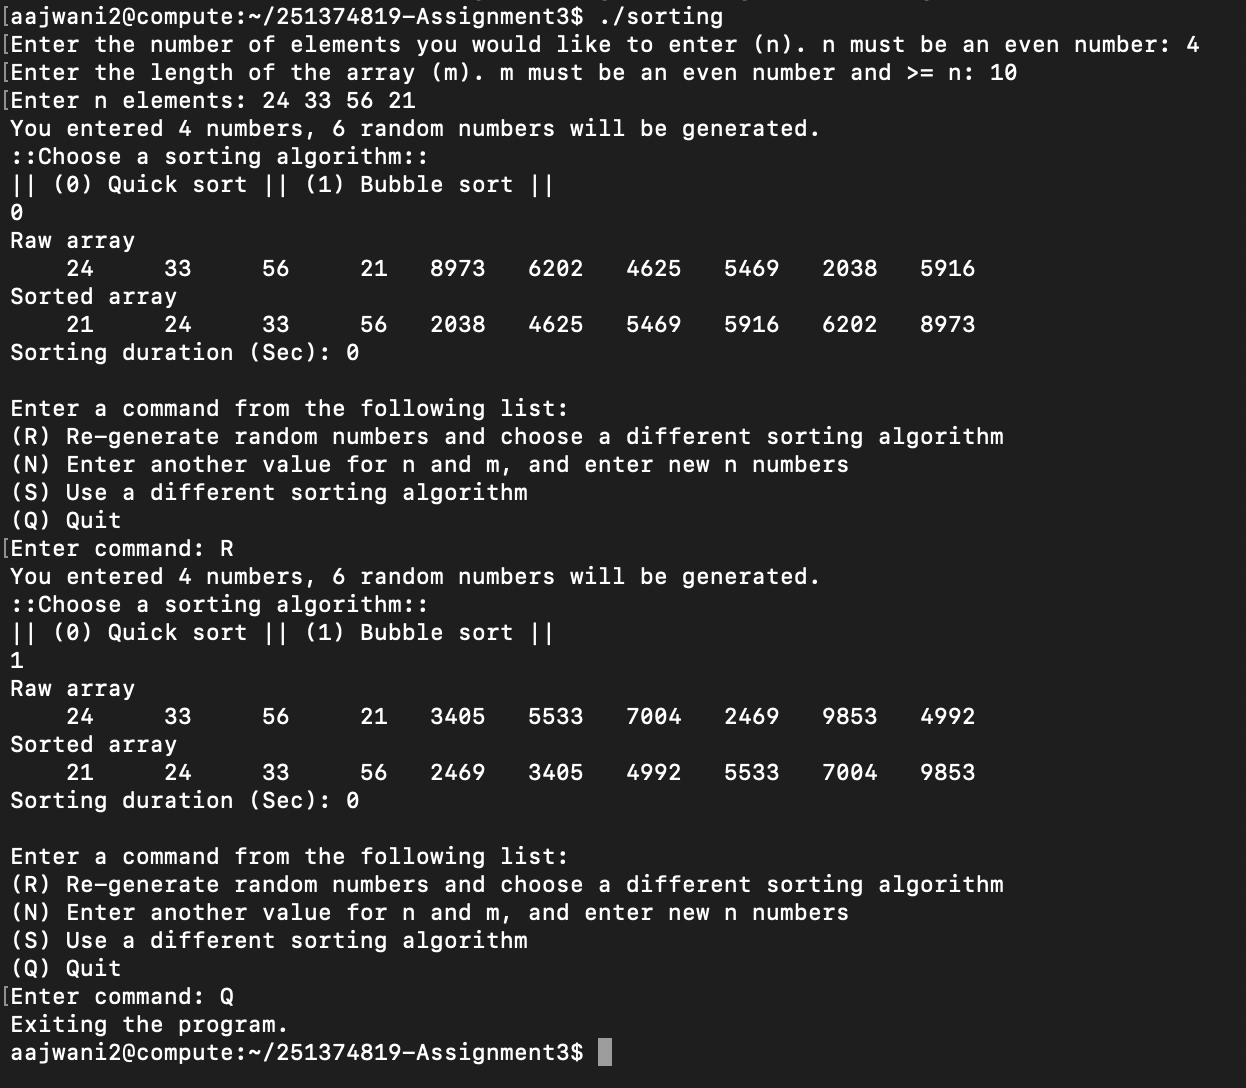 [aajwani2@compute:~/251374819-Assignment3$ ./sorting
[Enter the number of elements you would like to enter (n). n must be an even number: 4
[Enter the length of the array (m). m must be an even number and >= n: 10
[Enter n elements: 24 33 56 21
You entered 4 numbers, 6 random numbers will be generated.
::Choose a sorting algorithm::
|| (0) Quick sort || (1) Bubble sort ||
0
Raw array
    24     33     56     21   8973   6202   4625   5469   2038   5916
Sorted array
    21     24     33     56   2038   4625   5469   5916   6202   8973
Sorting duration (Sec): 0

Enter a command from the following list:
(R) Re-generate random numbers and choose a different sorting algorithm
(N) Enter another value for n and m, and enter new n numbers
(S) Use a different sorting algorithm
(Q) Quit
[Enter command: R
You entered 4 numbers, 6 random numbers will be generated.
::Choose a sorting algorithm::
|| (0) Quick sort || (1) Bubble sort ||
1
Raw array
    24     33     56     21   3405   5533   7004   2469   9853   4992
Sorted array
    21     24     33     56   2469   3405   4992   5533   7004   9853
Sorting duration (Sec): 0

Enter a command from the following list:
(R) Re-generate random numbers and choose a different sorting algorithm
(N) Enter another value for n and m, and enter new n numbers
(S) Use a different sorting algorithm
(Q) Quit
[Enter command: Q
Exiting the program.
aajwani2@compute:~/251374819-Assignment3$